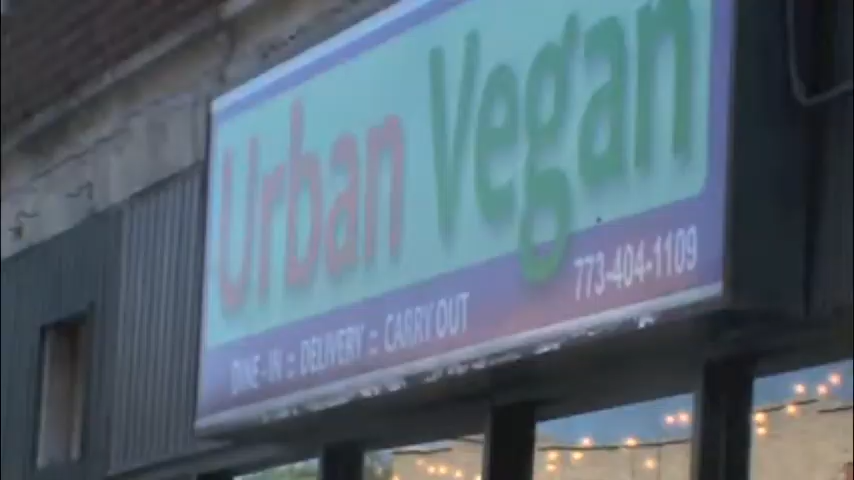 Urban Vegan
773-404-1109
DINE-IN :: DELIVERY :: CARRY OUT